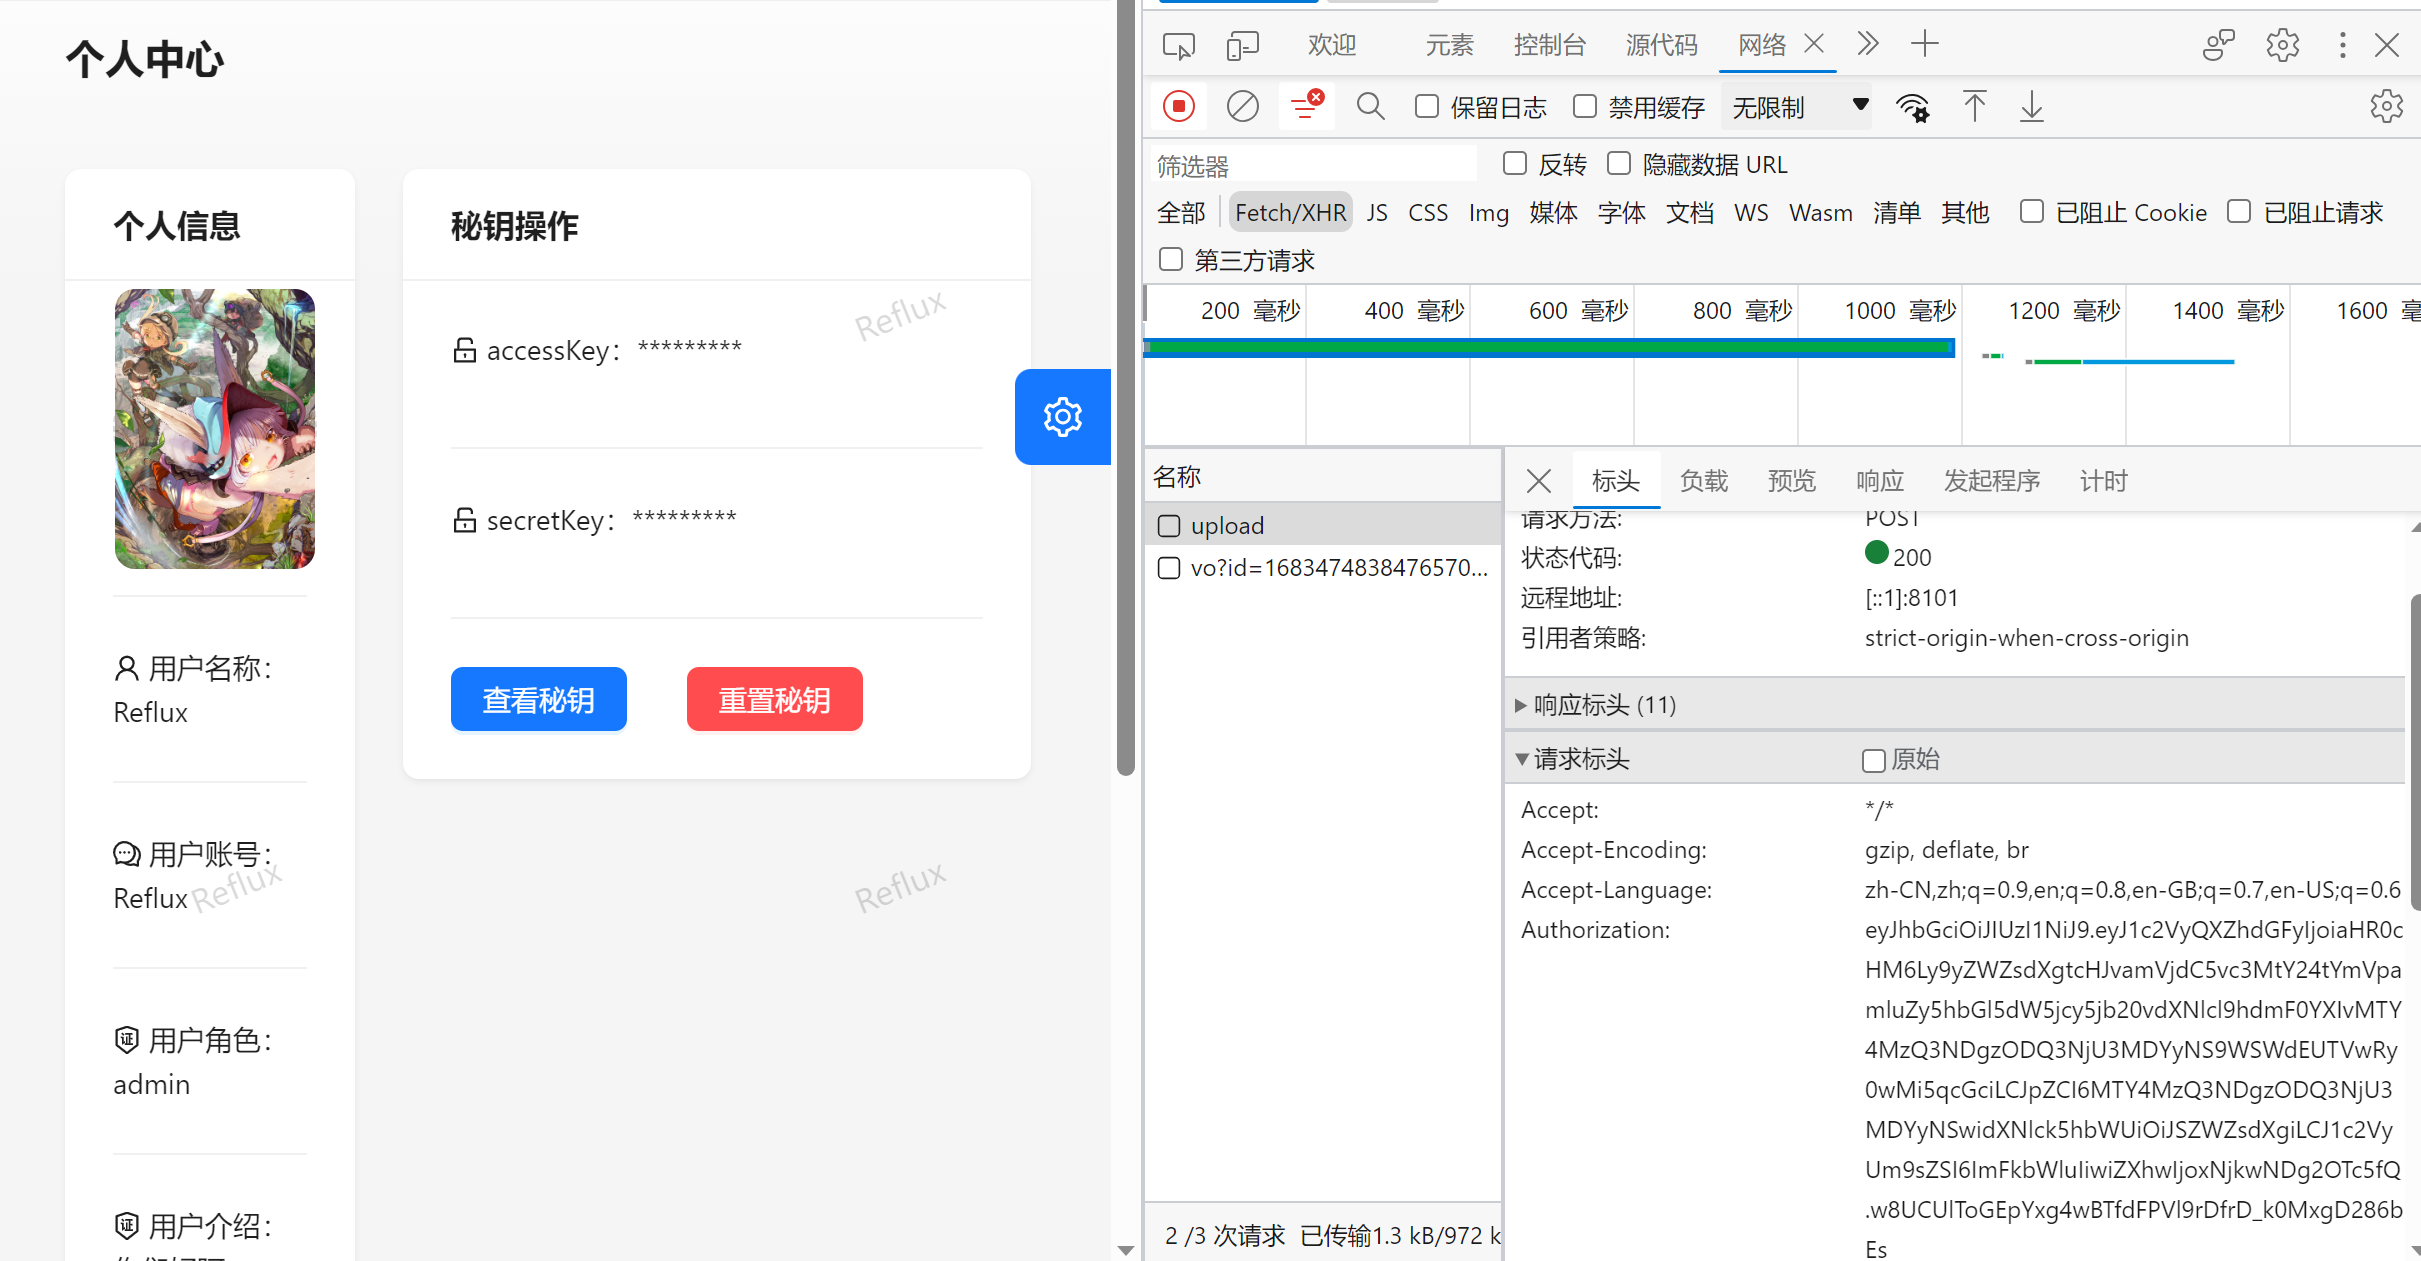 个人中心
个人信息
用户名称：
Reflux
用户账号：
Reflux
Reflux
用户角色：
admin
用户介绍：
秘钥操作
Reflux
accessKey： *********
secretKey： *********
查看秘钥 重置秘钥
Reflux
欢迎 元素 控制台 源代码 网络
保留日志 禁用缓存 无限制
筛选器 反转 隐藏数据 URL
全部 Fetch/XHR JS CSS Img 媒体 字体 文档 WS Wasm 清单 其他 已阻止 Cookie 已阻止请求
第三方请求
200 毫秒 400 毫秒 600 毫秒 800 毫秒 1000 毫秒 1200 毫秒 1400 毫秒 1600 毫
名称
upload
vo?id=1683474838476570...
2 /3 次请求 已传输1.3 kB/972 k
标头 负载 预览 响应 发起程序 计时
请求方法: POST
状态代码: 200
远程地址: [::1]:8101
引用者策略: strict-origin-when-cross-origin
响应标头 (11)
请求标头 原始
Accept: */*
Accept-Encoding: gzip, deflate, br
Accept-Language: zh-CN,zh;q=0.9,en;q=0.8,en-GB;q=0.7,en-US;q=0.6
Authorization: eyJhbGciOiJIUzI1NiJ9.eyJ1c2VyQXZhdGFyIjoiaHR0c
HM6Ly9yZWZsdXgtcHJvamVjdC5vc3MtY24tYmVpa
mluZy5hbGl5dW5jcy5jb20vdXNlcl9hdmF0YXIvMTY
4MzQ3NDgzODQ3NjU3MDYyNS9WSWdEUTVwRy
0wMi5qcGciLCJpZCI6MTY4MzQ3NDgzODQ3NjU3
MDYyNSwidXNlck5hbWUiOiJSZWZsdXgiLCJ1c2Vy
Um9sZSI6ImFkbWluIiwiZXhwIjoxNjkwNDg2OTc5fQ
.w8UCUlToGEpYxg4wBTfdFPVl9rDfrD_k0MxgD286b
Es